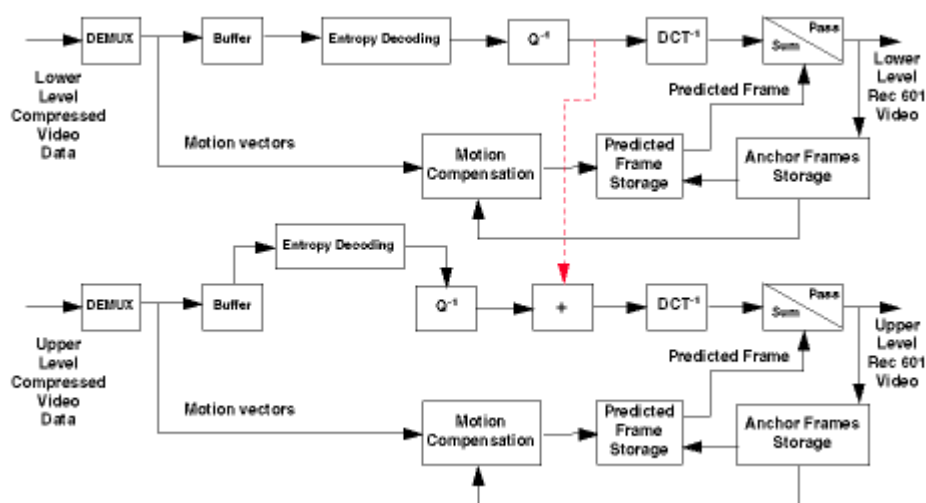 DEMUX
Buffer
Entropy Decoding
Q⁻¹
DCT⁻¹
Sum
Pass
Lower
Level
Compressed
Video
Data
Lower
Level
Rec 601
Video
Predicted Frame
Motion vectors
Motion
Compensation
Predicted
Frame
Storage
Anchor Frames
Storage
Entropy Decoding
DEMUX
Buffer
Q⁻¹
+
DCT⁻¹
Sum
Pass
Upper
Level
Compressed
Video
Data
Upper
Level
Rec 601
Video
Predicted Frame
Motion vectors
Motion
Compensation
Predicted
Frame
Storage
Anchor Frames
Storage